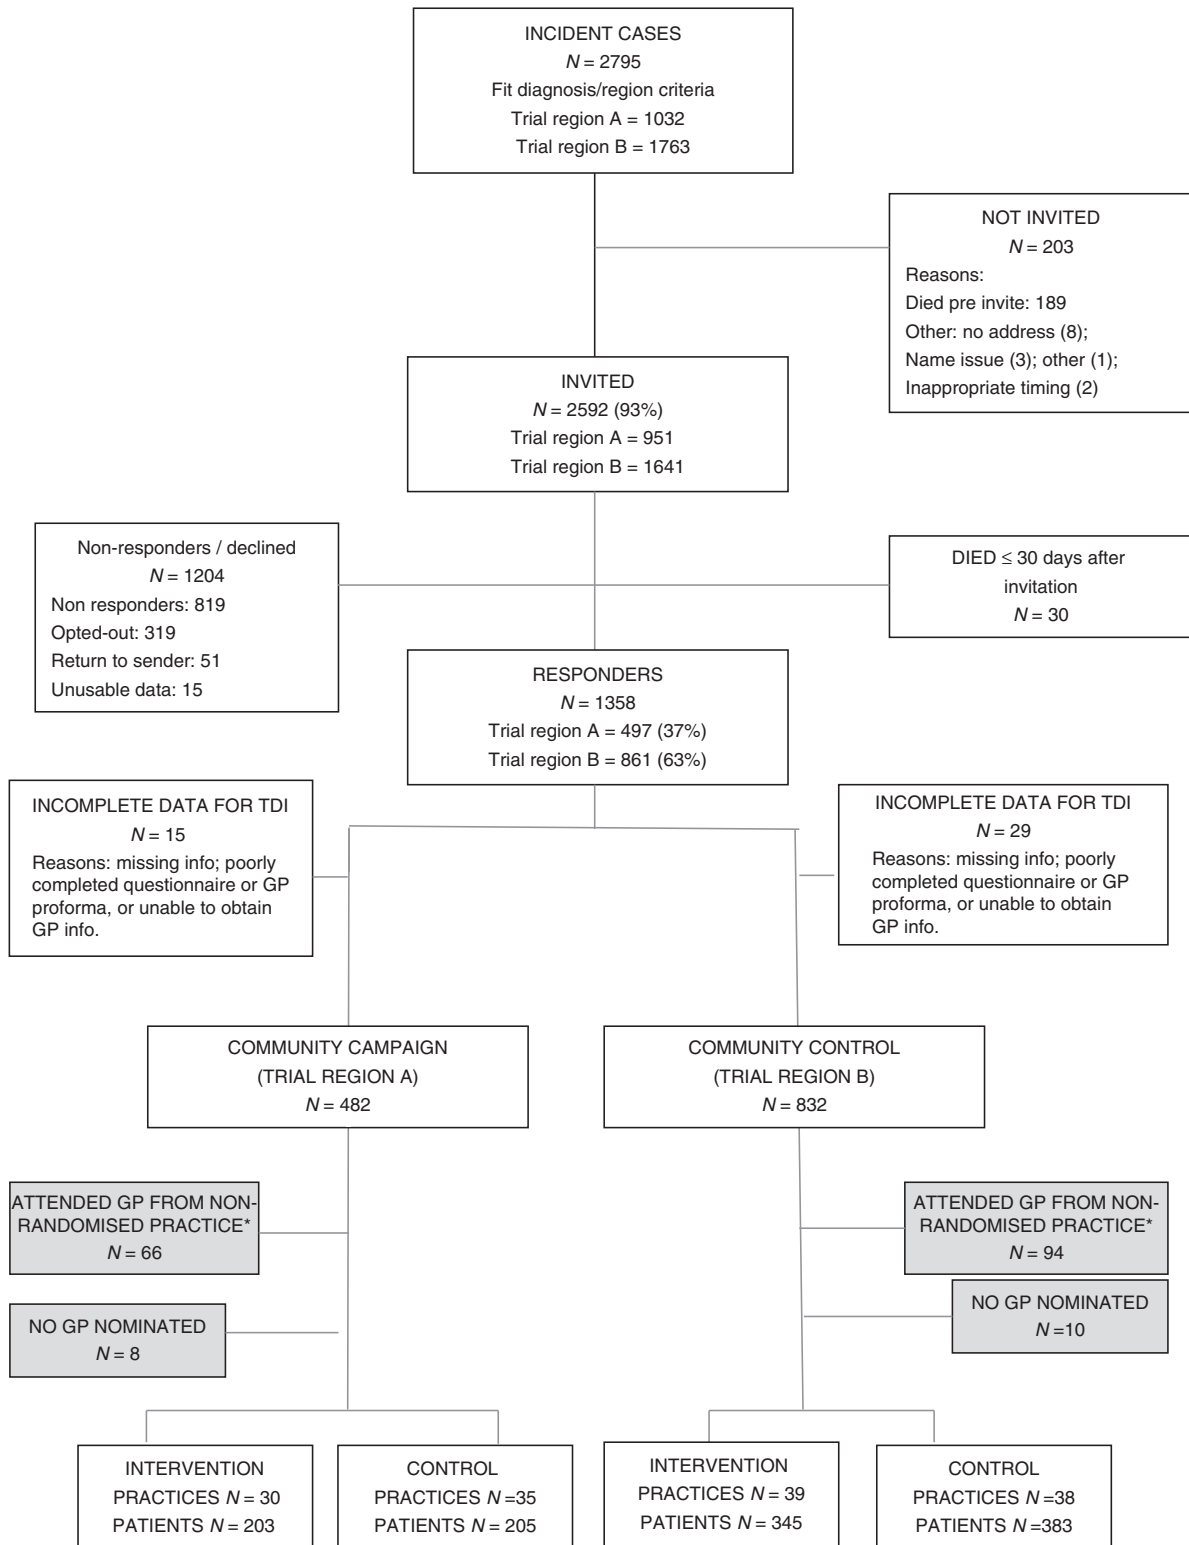 INCIDENT CASES
N = 2795
Fit diagnosis/region criteria
Trial region A = 1032
Trial region B = 1763
NOT INVITED
N = 203
Reasons:
Died pre invite: 189
Other: no address (8);
Name issue (3); other (1);
Inappropriate timing (2)
INVITED
N = 2592 (93%)
Trial region A = 951
Trial region B = 1641
Non-responders / declined
N = 1204
Non responders: 819
Opted-out: 319
Return to sender: 51
Unusable data: 15
DIED ≤ 30 days after
invitation
N = 30
RESPONDERS
N = 1358
Trial region A = 497 (37%)
Trial region B = 861 (63%)
INCOMPLETE DATA FOR TDI
N = 15
Reasons: missing info; poorly
completed questionnaire or GP
proforma, or unable to obtain
GP info.
INCOMPLETE DATA FOR TDI
N = 29
Reasons: missing info; poorly
completed questionnaire or GP
proforma, or unable to obtain
GP info.
COMMUNITY CAMPAIGN
(TRIAL REGION A)
N = 482
COMMUNITY CONTROL
(TRIAL REGION B)
N = 832
ATTENDED GP FROM NON-
RANDOMISED PRACTICE*
N = 66
ATTENDED GP FROM NON-
RANDOMISED PRACTICE*
N = 94
NO GP NOMINATED
N = 8
NO GP NOMINATED
N =10
INTERVENTION
PRACTICES N = 30
PATIENTS N = 203
CONTROL
PRACTICES N =35
PATIENTS N = 205
INTERVENTION
PRACTICES N = 39
PATIENTS N = 345
CONTROL
PRACTICES N = 38
PATIENTS N =383